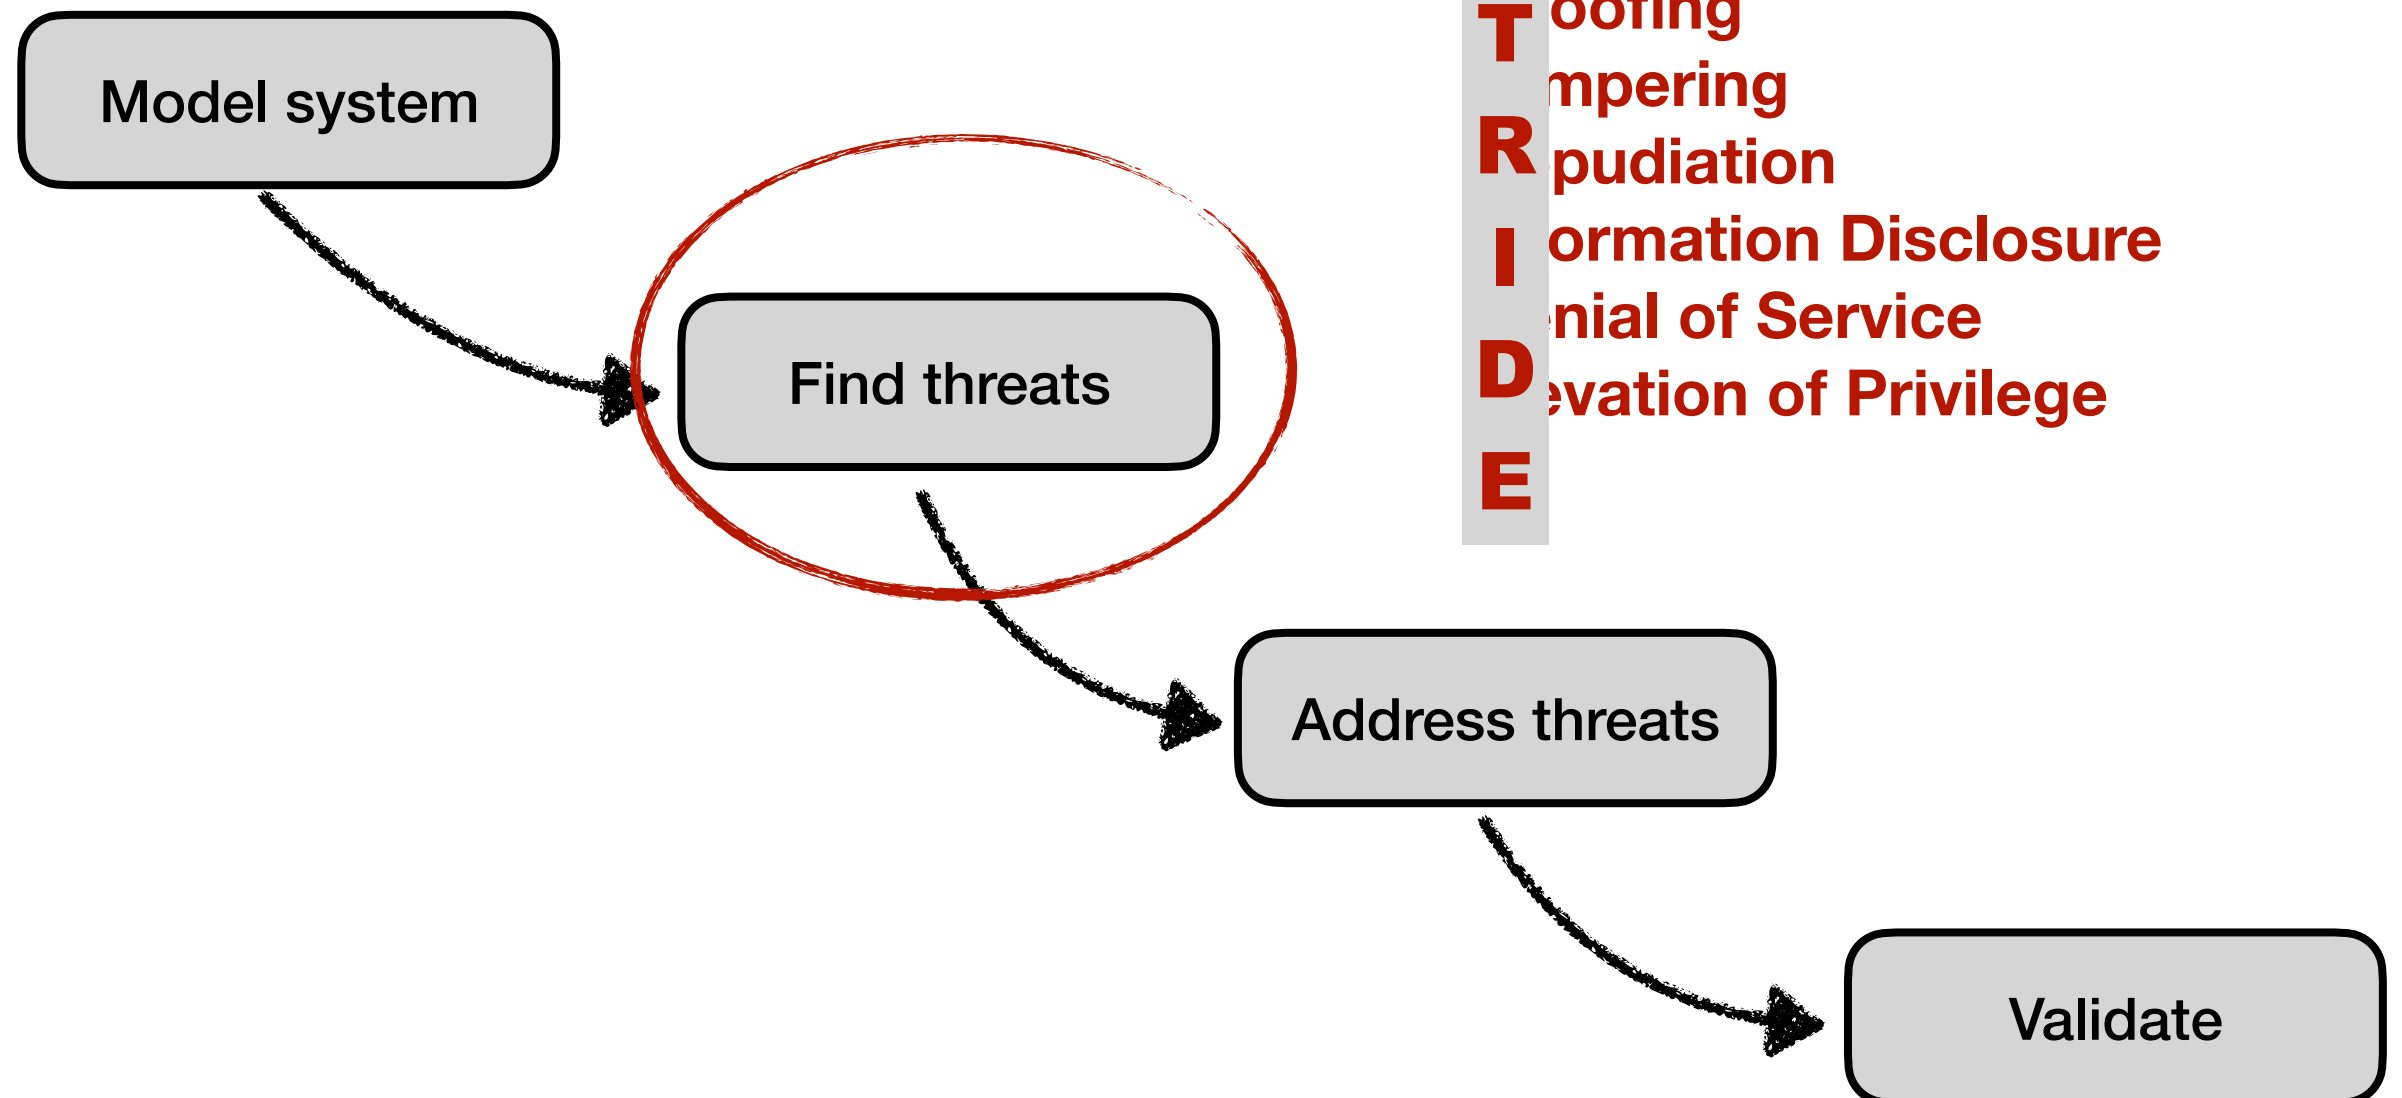 Model system
Find threats
Address threats
Validate
T
R
I
D
E
oofing
mpering
pudiation
ormation Disclosure
nial of Service
evation of Privilege